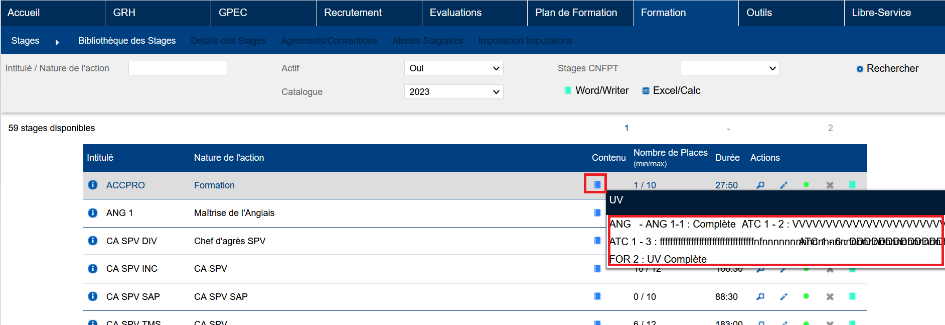 Accueil GRH GPEC Recrutement Evaluations Plan de Formation Formation Outils Libre-Service
Stages Bibliothèque des Stages Détails des Stages Agréments/Conventions Alertes Stagiaires Importation Imputations
Intitulé / Nature de l'action Actif Oui Stages CNFPT Rechercher
Catalogue 2023 Word/Writer Excel/Calc
59 stages disponibles 1 - 2
Intitulé Nature de l'action Contenu Nombre de Places (min/max) Durée Actions
ACCPRO Formation 1 / 10 27:50
UV
ANG 1 Maîtrise de l'Anglais
ANG - ANG 1-1 : Complète ATC 1 - 2 :
CA SPV DIV Chef d'agrès SPV
ATC 1 - 3 :
FOR 2 : UV Complète
CA SPV INC CA SPV
CA SPV SAP CA SPV SAP 0 / 10 88:30
CA SPV TMS CA SPV 6 / 12 183:00